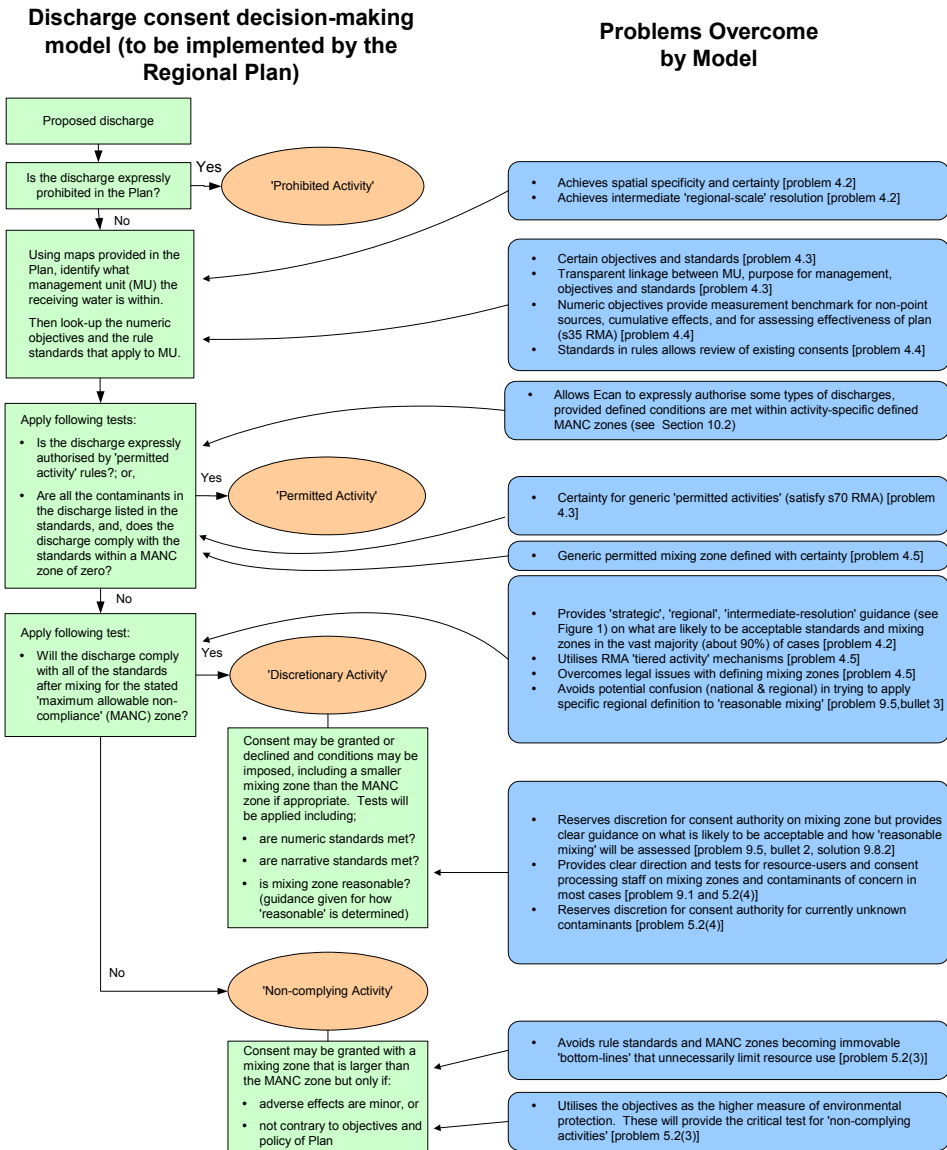 Discharge consent decision-making
model (to be implemented by the
Regional Plan)
Problems Overcome
by Model
Proposed discharge
Is the discharge expressly
prohibited in the Plan?
Yes
'Prohibited Activity'
No
Using maps provided in the
Plan, identify what
management unit (MU) the
receiving water is within.
Then look-up the numeric
objectives and the rule
standards that apply to MU.
• Achieves spatial specificity and certainty [problem 4.2]
• Achieves intermediate 'regional-scale' resolution [problem 4.2]
• Certain objectives and standards [problem 4.3]
• Transparent linkage between MU, purpose for management,
objectives and standards [problem 4.3]
• Numeric objectives provide measurement benchmark for non-point
sources, cumulative effects, and for assessing effectiveness of plan
(s35 RMA) [problem 4.4]
• Standards in rules allows review of existing consents [problem 4.4]
Apply following tests:
• Is the discharge expressly
authorised by 'permitted
activity' rules?; or,
• Are all the contaminants in
the discharge listed in the
standards, and, does the
discharge comply with the
standards within a MANC
zone of zero?
Yes
'Permitted Activity'
• Allows Ecan to expressly authorise some types of discharges,
provided defined conditions are met within activity-specific defined
MANC zones (see Section 10.2)
• Certainty for generic 'permitted activities' (satisfy s70 RMA) [problem
4.3]
• Generic permitted mixing zone defined with certainty [problem 4.5]
No
Apply following test:
• Will the discharge comply
with all of the standards
after mixing for the stated
'maximum allowable non-
compliance' (MANC) zone?
Yes
'Discretionary Activity'
• Provides 'strategic', 'regional', 'intermediate-resolution' guidance (see
Figure 1) on what are likely to be acceptable standards and mixing
zones in the vast majority (about 90%) of cases [problem 4.2]
• Utilises RMA 'tiered activity' mechanisms [problem 4.5]
• Overcomes legal issues with defining mixing zones [problem 4.5]
• Avoids potential confusion (national & regional) in trying to apply
specific regional definition to 'reasonable mixing' [problem 9.5,bullet 3]
Consent may be granted or
declined and conditions may be
imposed, including a smaller
mixing zone than the MANC
zone if appropriate. Tests will
be applied including;
• are numeric standards met?
• are narrative standards met?
• is mixing zone reasonable?
(guidance given for how
'reasonable' is determined)
• Reserves discretion for consent authority on mixing zone but provides
clear guidance on what is likely to be acceptable and how 'reasonable
mixing' will be assessed [problem 9.5, bullet 2, solution 9.8.2]
• Provides clear direction and tests for resource-users and consent
processing staff on mixing zones and contaminants of concern in
most cases [problem 9.1 and 5.2(4)]
• Reserves discretion for consent authority for currently unknown
contaminants [problem 5.2(4)]
No
'Non-complying Activity'
Consent may be granted with a
mixing zone that is larger than
the MANC zone but only if:
• adverse effects are minor, or
• not contrary to objectives and
policy of Plan
• Avoids rule standards and MANC zones becoming immovable
'bottom-lines' that unnecessarily limit resource use [problem 5.2(3)]
• Utilises the objectives as the higher measure of environmental
protection. These will provide the critical test for 'non-complying
activities' [problem 5.2(3)]